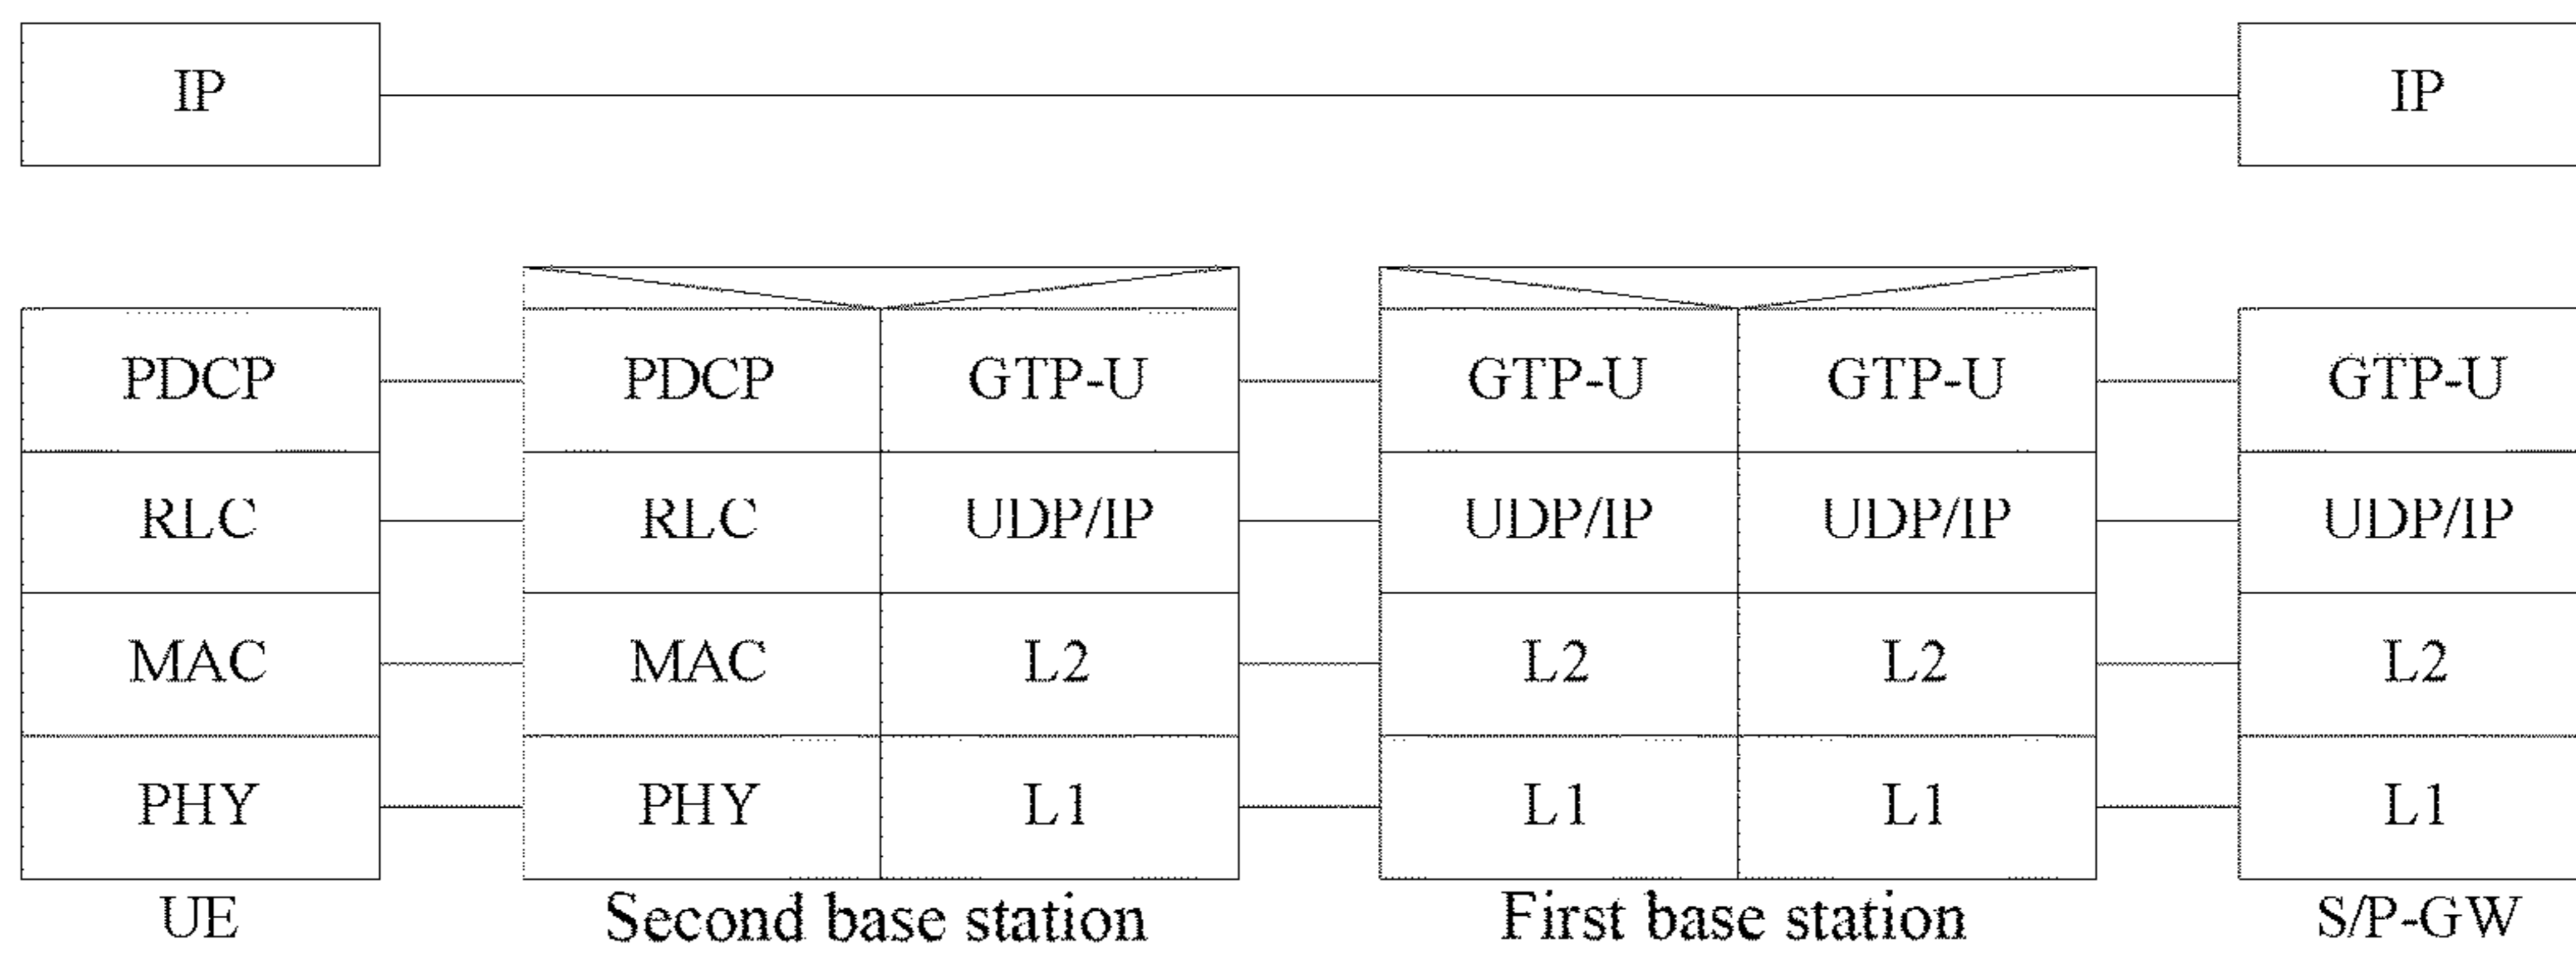 IP IP
PDCP PDCP GTP-U GTP-U GTP-U GTP-U
RLC RLC UDP/IP UDP/IP UDP/IP UDP/IP
MAC MAC L2 L2 L2 L2
PHY PHY L1 L1 L1 L1
UE Second base station First base station S/P-GW